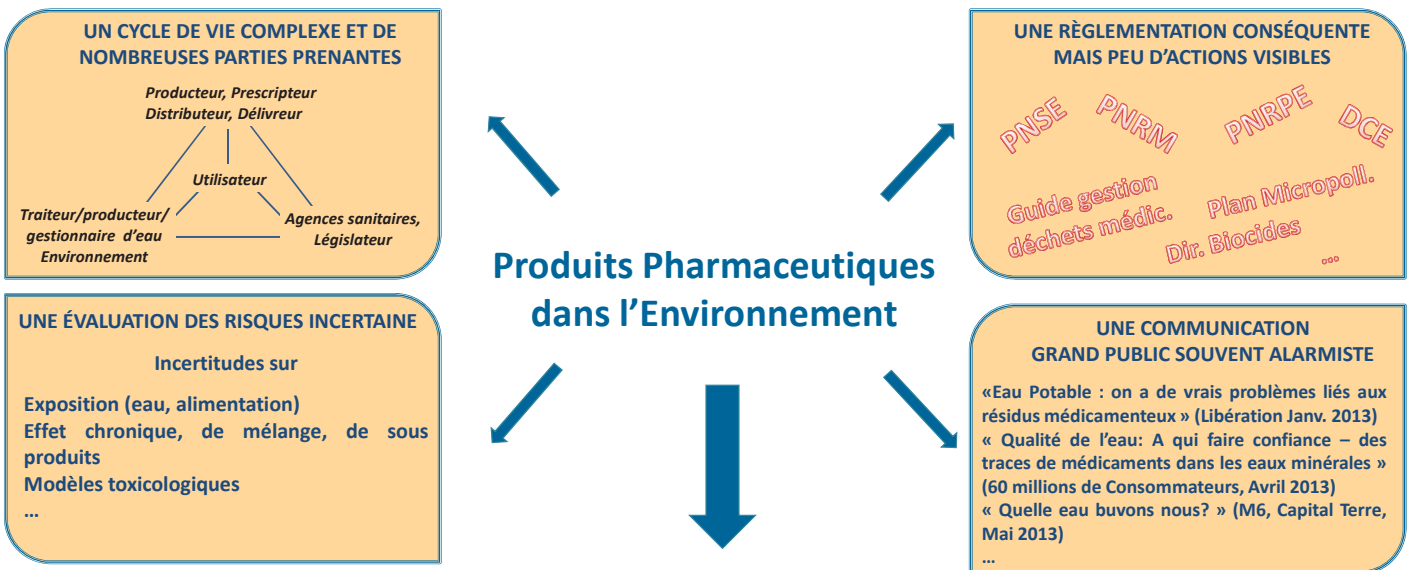 UN CYCLE DE VIE COMPLEXE ET DE
NOMBREUSES PARTIES PRENANTES
Producteur, Prescripteur
Distributeur, Délivreur
Utilisateur
Traiteur/producteur/
gestionnaire d'eau
Environnement
Agences sanitaires,
Législateur
UNE RÈGLEMENTATION CONSÉQUENTE
MAIS PEU D'ACTIONS VISIBLES
PNSE
PNRM
PNRPE
DCE
Guide gestion
déchets médic.
Plan Micropoll.
Dir. Biocides
...
Produits Pharmaceutiques
dans l'Environnement
UNE ÉVALUATION DES RISQUES INCERTAINE
Incertitudes sur
Exposition (eau, alimentation)
Effet chronique, de mélange, de sous
produits
Modèles toxicologiques
...
UNE COMMUNICATION
GRAND PUBLIC SOUVENT ALARMISTE
«Eau Potable : on a de vrais problèmes liés aux
résidus médicamenteux » (Libération Janv. 2013)
« Qualité de l'eau: A qui faire confiance – des
traces de médicaments dans les eaux minérales »
(60 millions de Consommateurs, Avril 2013)
« Quelle eau buvons nous? » (M6, Capital Terre,
Mai 2013)
...